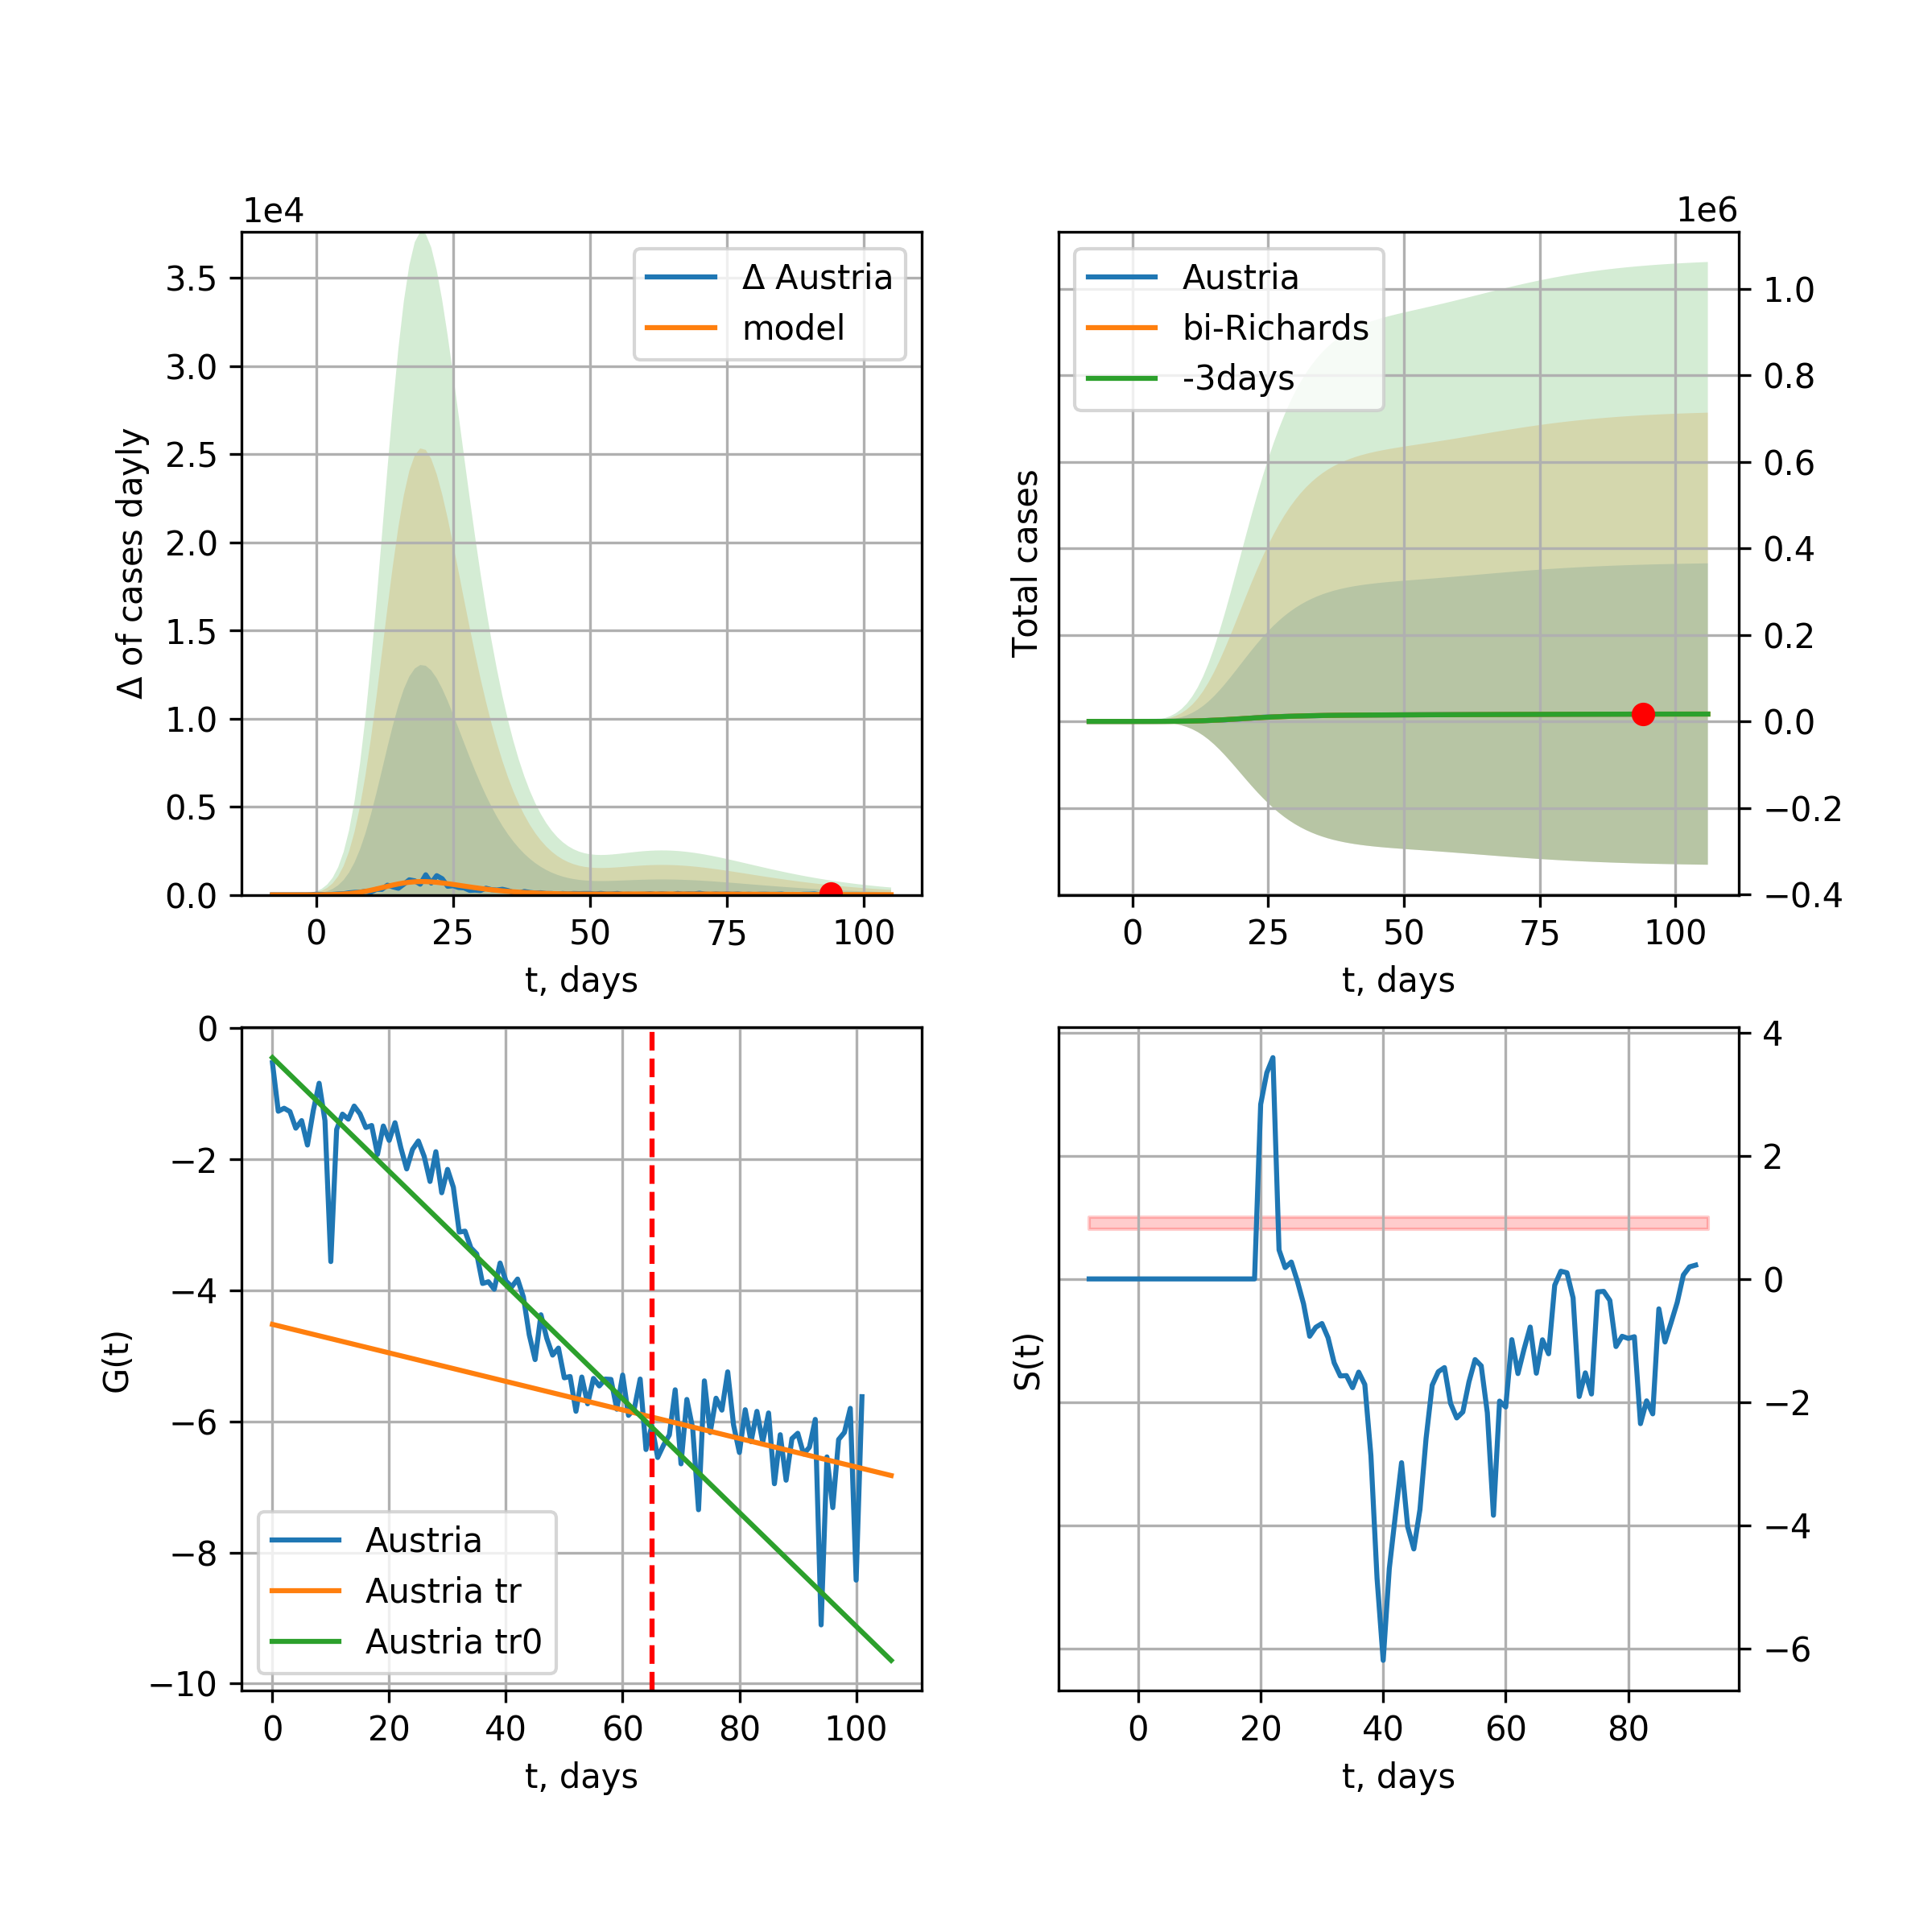 1e4
3.5
3.0
2.5
2.0
1.5
1.0
0.5
0.0
Δ of cases dayly
Δ Austria
model
0 25 50 75 100
t, days
1e6
Austria
bi-Richards
-3days
Total cases
1.0
0.8
0.6
0.4
0.2
0.0
−0.2
−0.4
0 25 50 75 100
t, days
0
−2
−4
−6
−8
−10
G(t)
Austria
Austria tr
Austria tr0
0 20 40 60 80 100
t, days
S(t)
4
2
0
−2
−4
−6
0 20 40 60 80
t, days